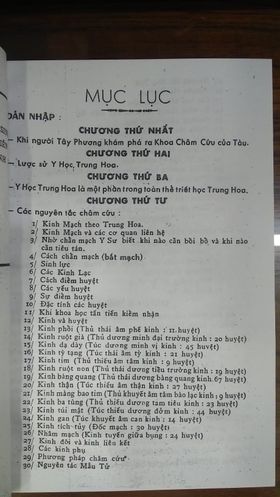 MỤC LỤC
DẪN NHẬP :
CHƯƠNG THỨ NHẤT
— Khi người Tây Phương khám phá ra Khoa Châm Cứu của Tàu.
CHƯƠNG THỨ HAI
— Lược sử Y Học Trung Hoa.
CHƯƠNG THỨ BA
— Y Học Trung Hoa là một phần trong toàn thể triết học Trung Hoa.
CHƯƠNG THỨ TƯ
— Các nguyên tắc châm cứu :
1/ Kinh Mạch theo Trung Hoa.
2/ Kinh Mạch và các cơ quan liên hệ
3/ Nhờ chẩn mạch Y Sư biết khi nào cần bồi bổ và khi nào
cần tiêu tán.
4/ Cách chẩn mạch (bắt mạch)
5/ Sinh lực
6/ Các Kinh Lạc
7/ Cách điểm huyệt
8/ Các yếu huyệt
9/ Sự điểm huyệt
10/ Đặc tính các huyệt
11/ Khi khoa học tân tiến kiểm nhận
12/ Kinh và huyệt
13/ Kinh phổi (Thủ thái âm phế kinh : 11 huyệt)
14/ Kinh ruột già (Thủ dương minh đại trường kinh : 20 huyệt)
15/ Kinh dạ dày (Túc dương minh vị kinh : 45 huyệt)
16/ Kinh tỳ tạng (Túc thái âm tỳ kinh : 21 huyệt)
17/ Kinh tim (Thủ thiếu âm tâm kinh : 9 huyệt)
18/ Kinh ruột non (Thủ thái dương tiểu trường kinh : 19 huyệt)
19/ Kinh bàng quang (Thủ thái dương bàng quang kinh 67 huyệt)
20/ Kinh thận (Túc thiếu âm thận kinh : 27 huyệt)
21/ Kinh màng bao tim (Thủ khuyết âm tâm bào lạc kinh : 9 huyệt)
22/ Kinh ba tùng (Thủ thiếu dương tam tiêu kinh : 23 huyệt)
23/ Kinh túi mật (Túc thiếu dương đởm kinh : 44 huyệt)
24/ Kinh gan (Túc khuyết âm can kinh : 14 huyệt)
25/ Kinh tích-tủy (Đốc mạch : 30 huyệt)
26/ Nhâm mạch (Kinh tuyến giữa bụng : 24 huyệt)
27/ Kinh đôi và kinh liên kết
28/ Các kinh phụ
29/ Phương pháp châm cứu
30/ Nguyên tắc Mẫu Tử